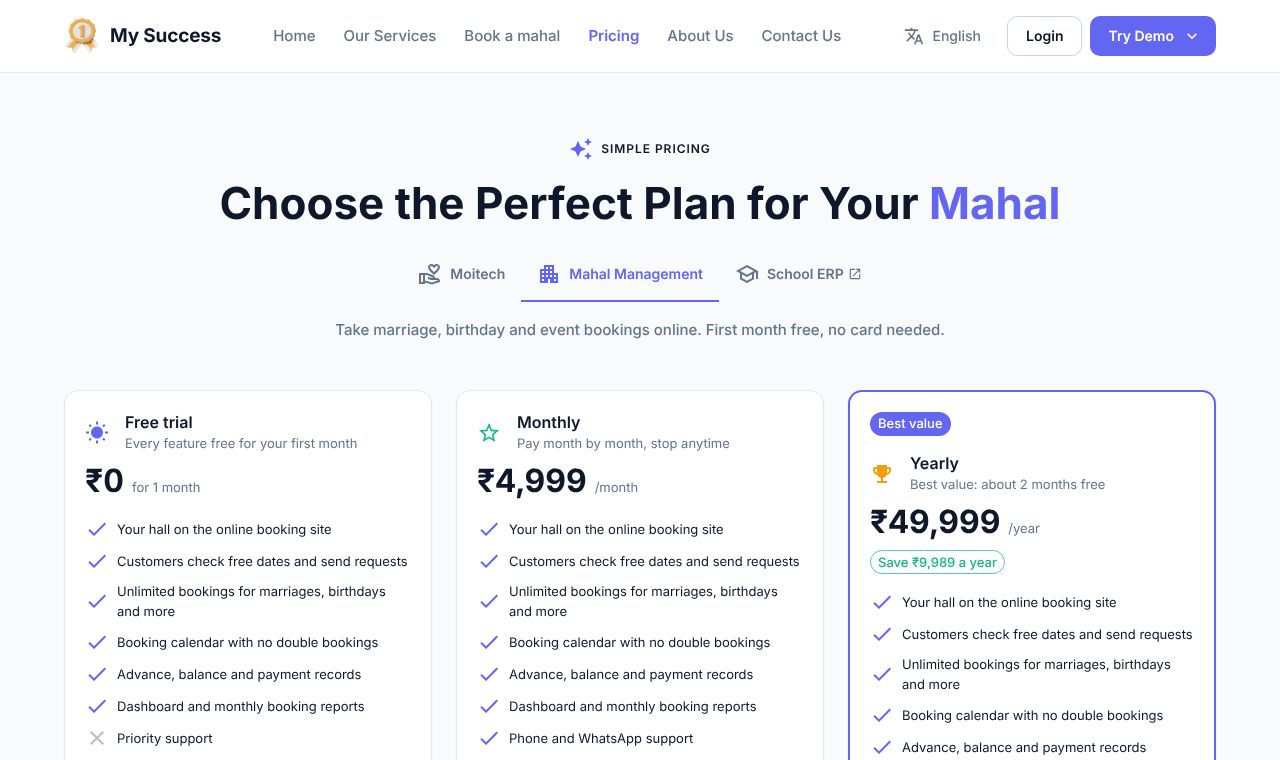 1
My Success
Home
Our Services
Book a mahal
Pricing
About Us
Contact Us
English
Login
Try Demo
SIMPLE PRICING
Choose the Perfect Plan for Your Mahal
Moitech
Mahal Management
School ERP
Take marriage, birthday and event bookings online. First month free, no card needed.
Free trial
Every feature free for your first month
₹0 for 1 month
Your hall on the online booking site
Customers check free dates and send requests
Unlimited bookings for marriages, birthdays
and more
Booking calendar with no double bookings
Advance, balance and payment records
Dashboard and monthly booking reports
Priority support
Monthly
Pay month by month, stop anytime
₹4,999 /month
Your hall on the online booking site
Customers check free dates and send requests
Unlimited bookings for marriages, birthdays
and more
Booking calendar with no double bookings
Advance, balance and payment records
Dashboard and monthly booking reports
Phone and WhatsApp support
Best value
Yearly
Best value: about 2 months free
₹49,999 /year
Save ₹9,989 a year
Your hall on the online booking site
Customers check free dates and send requests
Unlimited bookings for marriages, birthdays
and more
Booking calendar with no double bookings
Advance, balance and payment records